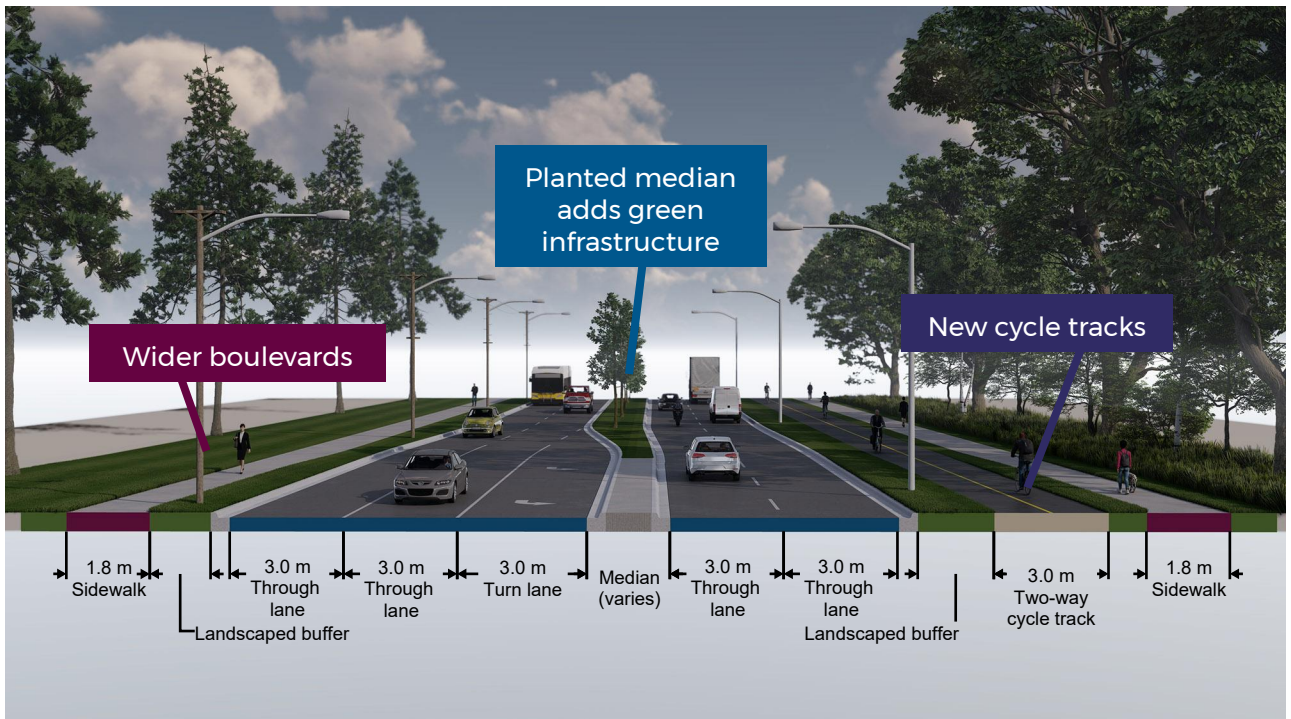 Planted median
adds green
infrastructure
Wider boulevards
New cycle tracks
1.8 m
Sidewalk
Landscaped buffer
3.0 m
Through
lane
3.0 m
Through
lane
3.0 m
Turn lane
Median
(varies)
3.0 m
Through
lane
3.0 m
Through
lane
Landscaped buffer
3.0 m
Two-way
cycle track
1.8 m
Sidewalk